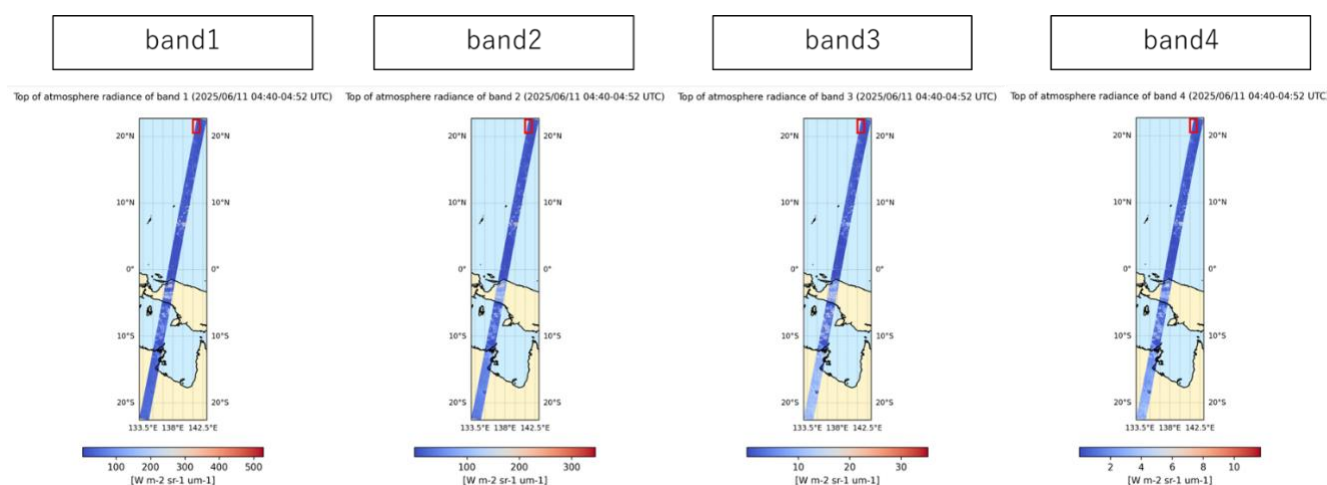 band1
band2
band3
band4
Top of atmosphere radiance of band 1 (2025/06/11 04:40-04:52 UTC)
Top of atmosphere radiance of band 2 (2025/06/11 04:40-04:52 UTC)
Top of atmosphere radiance of band 3 (2025/06/11 04:40-04:52 UTC)
Top of atmosphere radiance of band 4 (2025/06/11 04:40-04:52 UTC)
20°N 20°N 20°N 20°N 20°N 20°N 20°N 20°N
10°N 10°N 10°N 10°N 10°N 10°N 10°N 10°N
0° 0° 0° 0° 0° 0° 0° 0°
10°S 10°S 10°S 10°S 10°S 10°S 10°S 10°S
20°S 20°S 20°S 20°S 20°S 20°S 20°S 20°S
133.5°E 138°E 142.5°E 133.5°E 138°E 142.5°E 133.5°E 138°E 142.5°E 133.5°E 138°E 142.5°E
100 200 300 400 500
100 200 300
10 20 30
2 4 6 8 10
[W m-2 sr-1 um-1]
[W m-2 sr-1 um-1]
[W m-2 sr-1 um-1]
[W m-2 sr-1 um-1]